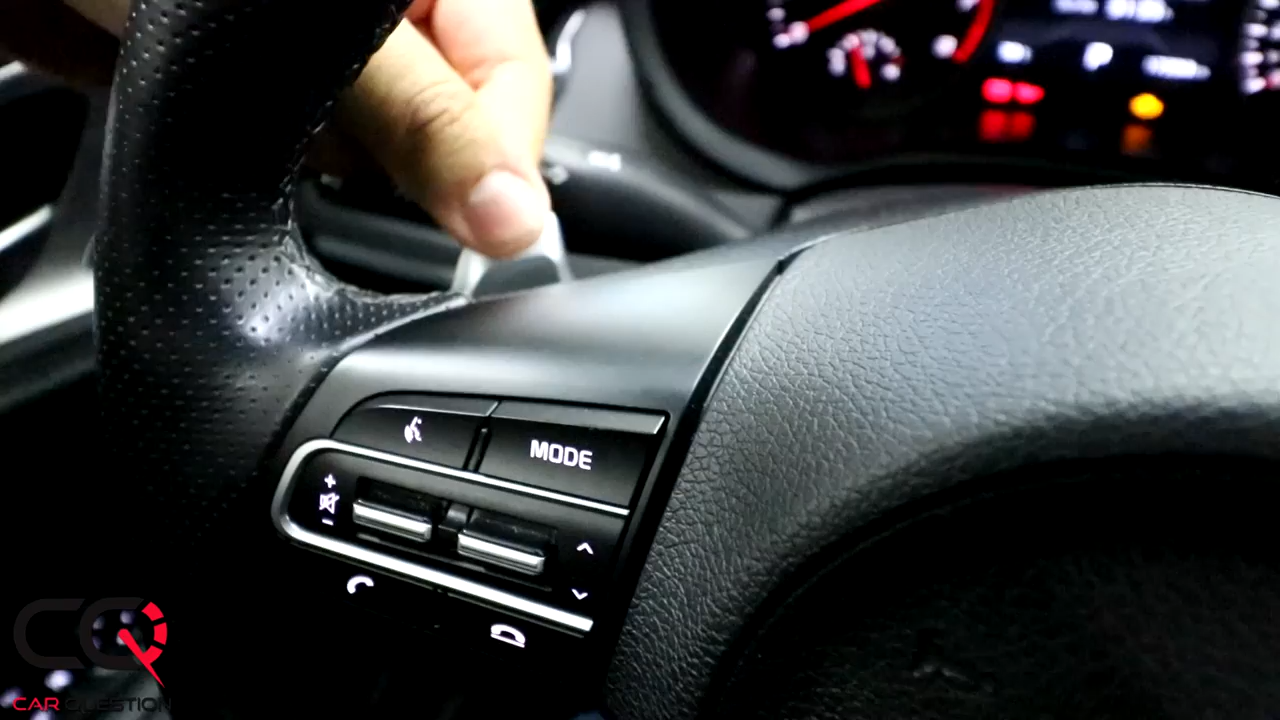 P
MODE
+
-
CQ
CAR QUESTION